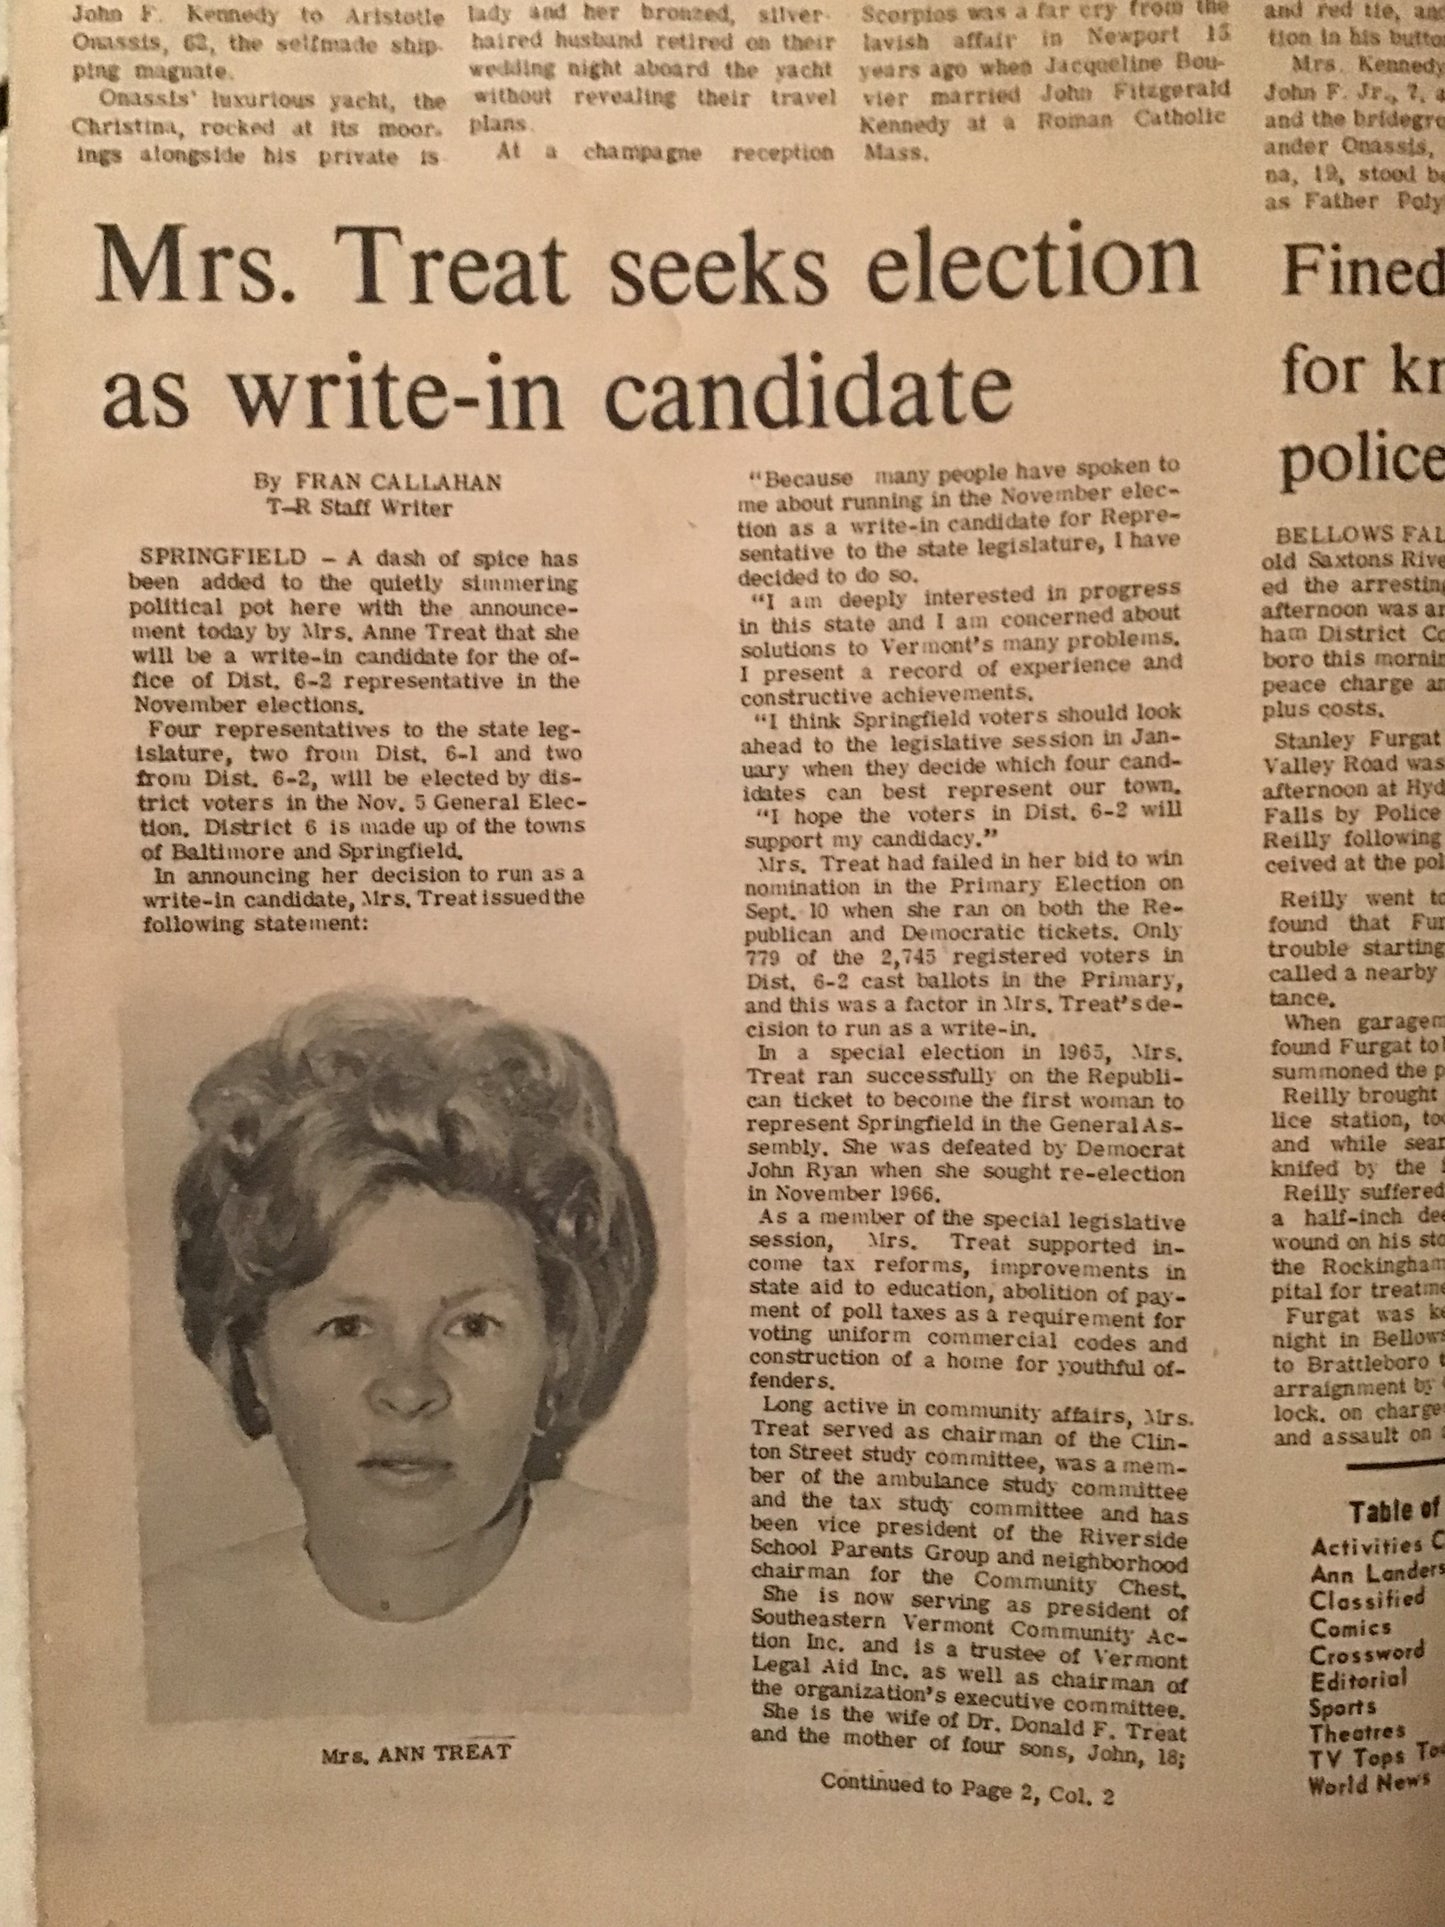 John F. Kennedy to Aristotle
Onassis, 62, the selfmade ship-
ping magnate.
Onassis' luxurious yacht, the
Christina, rocked at its moor-
ings alongside his private is-
lady and her bronzed, silver-
haired husband retired on their
wedding night aboard the yacht
without revealing their travel
plans.
At a champagne reception
Scorpios was a far cry from the
lavish affair in Newport 15
years ago when Jacqueline Bou-
vier married John Fitzgerald
Kennedy at a Roman Catholic
Mass.
and red tie, and
tion in his button
Mrs. Kennedy
John F. Jr., 7, a
and the bridegro
ander Onassis,
na, 19, stood be
as Father Poly
Mrs. Treat seeks election
as write-in candidate
By FRAN CALLAHAN
T-R Staff Writer
SPRINGFIELD - A dash of spice has
been added to the quietly simmering
political pot here with the announce-
ment today by Mrs. Anne Treat that she
will be a write-in candidate for the of-
fice of Dist. 6-2 representative in the
November elections.
Four representatives to the state leg-
islature, two from Dist. 6-1 and two
from Dist. 6-2, will be elected by dis-
trict voters in the Nov. 5 General Elec-
tion. District 6 is made up of the towns
of Baltimore and Springfield.
In announcing her decision to run as a
write-in candidate, Mrs. Treat issued the
following statement:
Mrs. ANN TREAT
"Because many people have spoken to
me about running in the November elec-
tion as a write-in candidate for Repre-
sentative to the state legislature, I have
decided to do so.
"I am deeply interested in progress
in this state and I am concerned about
solutions to Vermont's many problems.
I present a record of experience and
constructive achievements.
"I think Springfield voters should look
ahead to the legislative session in Jan-
uary when they decide which four cand-
idates can best represent our town.
"I hope the voters in Dist. 6-2 will
support my candidacy."
Mrs. Treat had failed in her bid to win
nomination in the Primary Election on
Sept. 10 when she ran on both the Re-
publican and Democratic tickets. Only
779 of the 2,745 registered voters in
Dist. 6-2 cast ballots in the Primary,
and this was a factor in Mrs. Treat's de-
cision to run as a write-in.
In a special election in 1965, Mrs.
Treat ran successfully on the Republi-
can ticket to become the first woman to
represent Springfield in the General As-
sembly. She was defeated by Democrat
John Ryan when she sought re-election
in November 1966.
As a member of the special legislative
session, Mrs. Treat supported in-
come tax reforms, improvements in
state aid to education, abolition of pay-
ment of poll taxes as a requirement for
voting uniform commercial codes and
construction of a home for youthful of-
fenders.
Long active in community affairs, Mrs.
Treat served as chairman of the Clin-
ton Street study committee, was a mem-
ber of the ambulance study committee
and the tax study committee and has
been vice president of the Riverside
School Parents Group and neighborhood
chairman for the Community Chest.
She is now serving as president of
Southeastern Vermont Community Ac-
tion Inc. and is a trustee of Vermont
Legal Aid Inc. as well as chairman of
the organization's executive committee.
She is the wife of Dr. Donald F. Treat
and the mother of four sons, John, 18;
Continued to Page 2, Col. 2
Fined
for kn
police
BELLOWS FAL
old Saxtons Rive
ed the arresting
afternoon was ar
ham District Co
boro this mornin
peace charge an
plus costs.
Stanley Furgat
Valley Road was
afternoon at Hyd
Falls by Police
Reilly following
ceived at the pol
Reilly went to
found that Fur
trouble starting
called a nearby
tance.
When garagem
found Furgat to
summoned the p
Reilly brought
lice station, too
and while sear
knifed by the
Reilly suffered
a half-inch dee
wound on his sto
the Rockingham
pital for treatme
Furgat was ke
night in Bellows
to Brattleboro t
arraignment by
lock. on charge
and assault on
Table of
Activities C
Ann Landers
Classified
Comics
Crossword
Editorial
Sports
Theatres
TV Tops To
World News